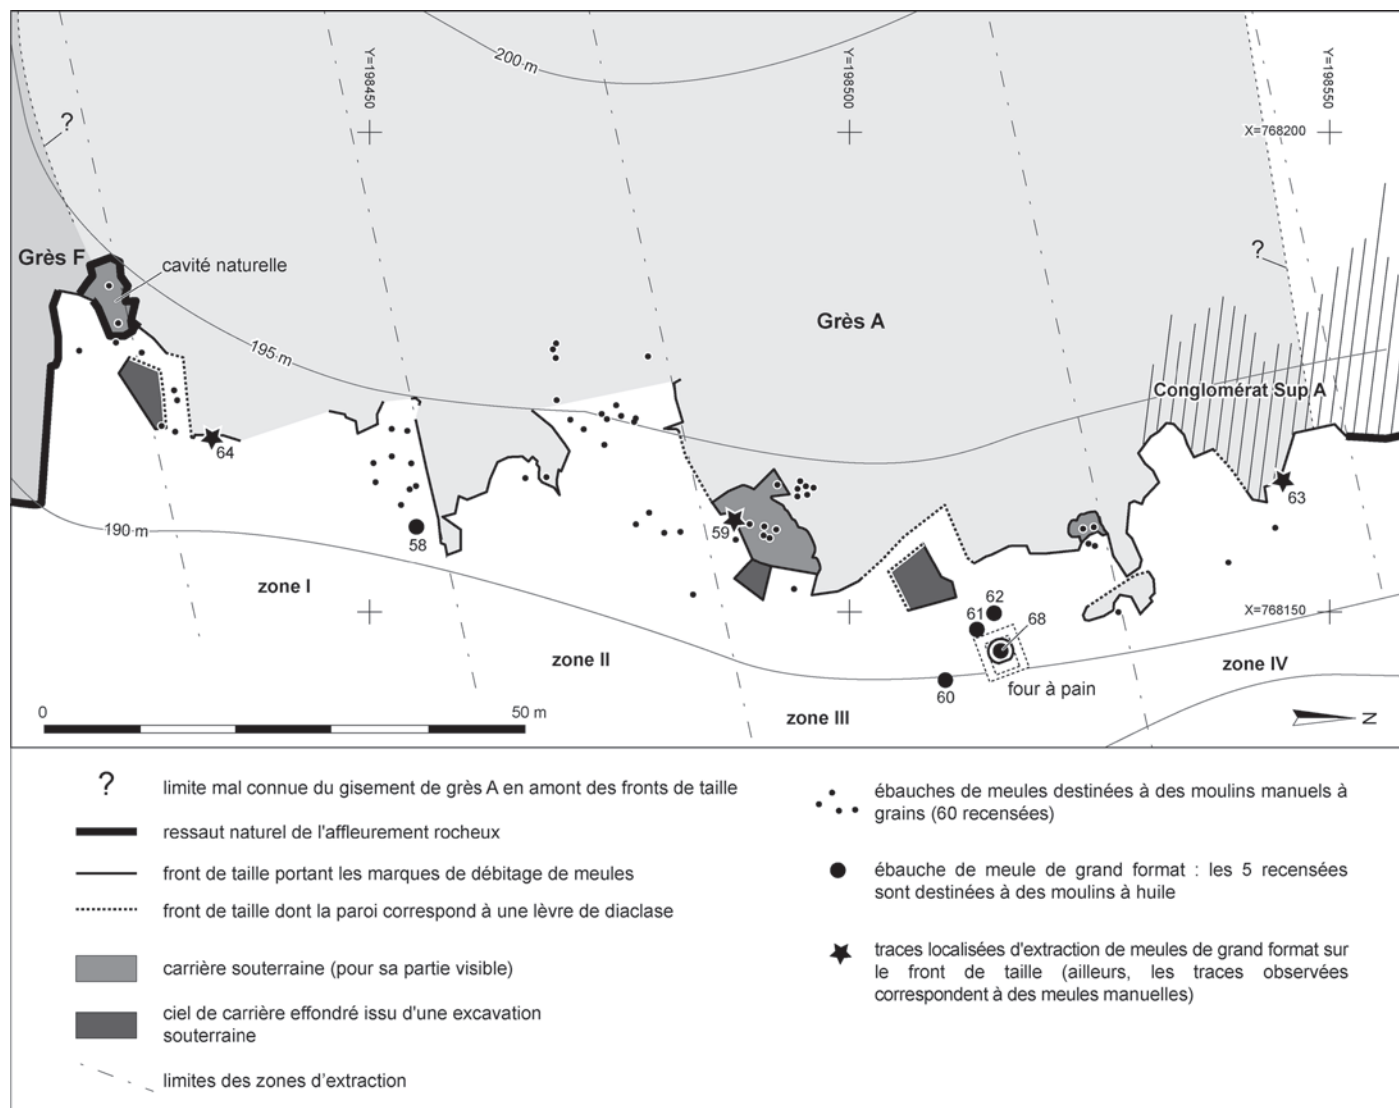 200 m
Y=198450
Y=198500
Y=198550
?
X=768200
Grès F
cavité naturelle
?
Grès A
195 m
Conglomérat Sup A
64
63
190 m
58
59
zone I
62
61
68
X=768150
zone II
zone IV
60
four à pain
0
50 m
zone III
N
? limite mal connue du gisement de grès A en amont des fronts de taille
ressaut naturel de l'affleurement rocheux
front de taille portant les marques de débitage de meules
front de taille dont la paroi correspond à une lèvre de diaclase
carrière souterraine (pour sa partie visible)
ciel de carrière effondré issu d'une excavation
souterraine
limites des zones d'extraction
ébauches de meules destinées à des moulins manuels à
grains (60 recensées)
ébauche de meule de grand format : les 5 recensées
sont destinées à des moulins à huile
traces localisées d'extraction de meules de grand format sur
le front de taille (ailleurs, les traces observées
correspondent à des meules manuelles)